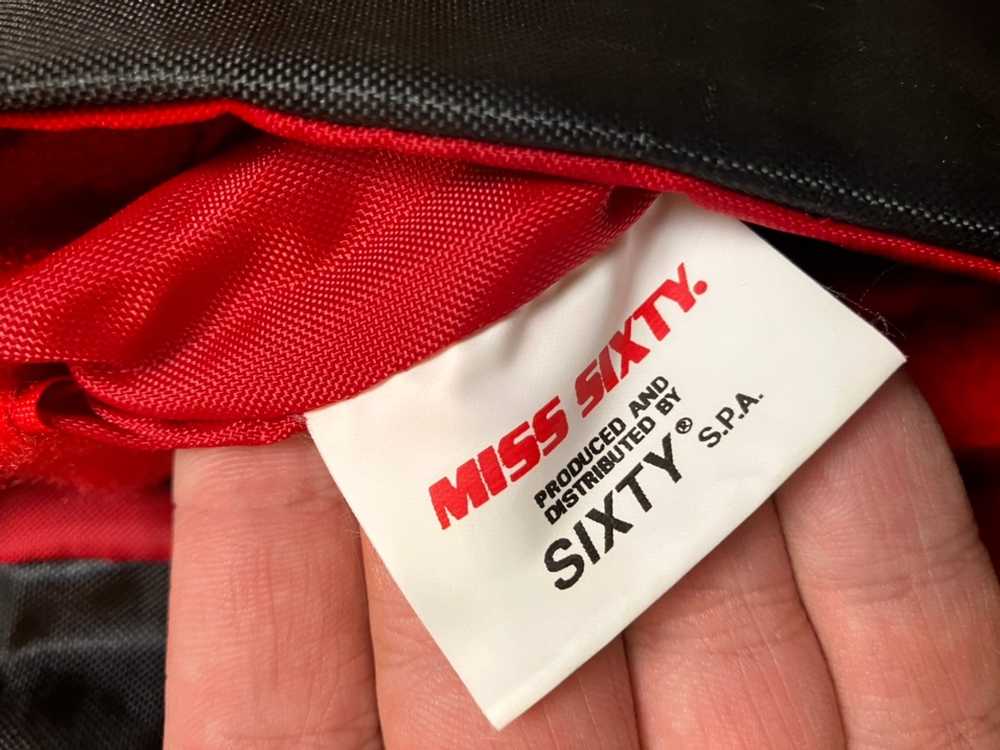 MISS SIXTY.
PRODUCED AND
DISTRIBUTED BY
SIXTY® S.P.A.